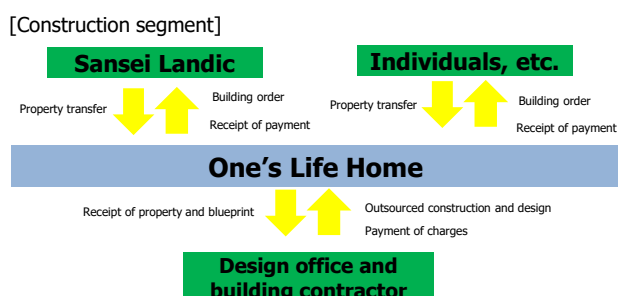 [Construction segment]
Sansei Landic
Individuals, etc.
Property transfer
Building order
Receipt of payment
Property transfer
Building order
Receipt of payment
One's Life Home
Receipt of property and blueprint
Outsourced construction and design
Payment of charges
Design office and
building contractor